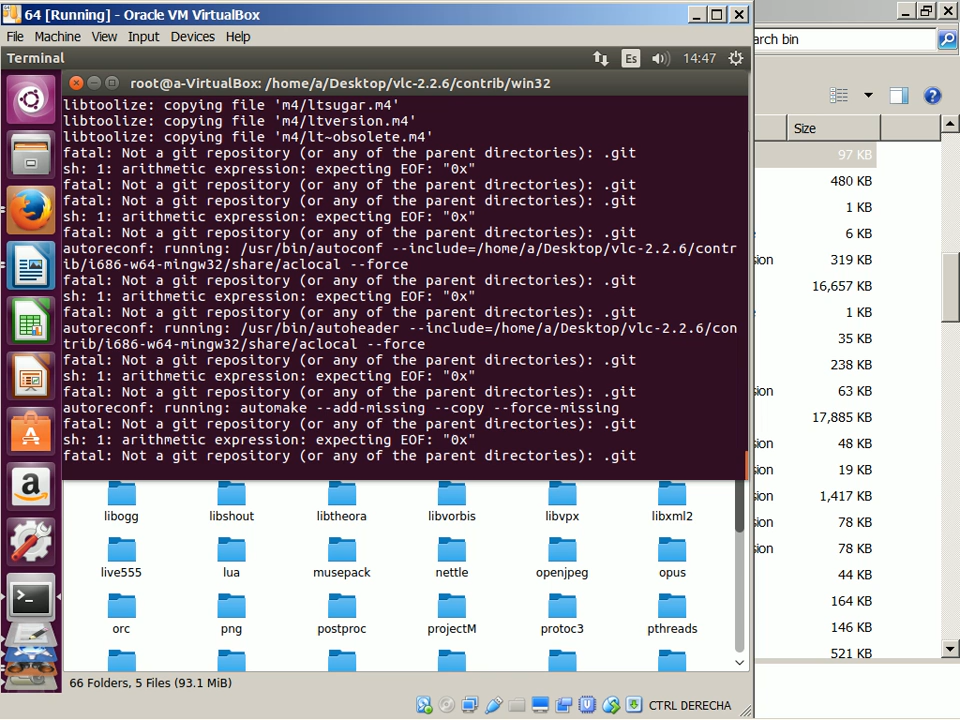 64 [Running] - Oracle VM VirtualBox
File Machine View Input Devices Help
Terminal
Es
14:47
root@a-VirtualBox: /home/a/Desktop/vlc-2.2.6/contrib/win32
libtoolize: copying file 'm4/ltsugar.m4'
libtoolize: copying file 'm4/ltversion.m4'
libtoolize: copying file 'm4/lt~obsolete.m4'
fatal: Not a git repository (or any of the parent directories): .git
sh: 1: arithmetic expression: expecting EOF: "0x"
fatal: Not a git repository (or any of the parent directories): .git
fatal: Not a git repository (or any of the parent directories): .git
sh: 1: arithmetic expression: expecting EOF: "0x"
fatal: Not a git repository (or any of the parent directories): .git
autoreconf: running: /usr/bin/autoconf --include=/home/a/Desktop/vlc-2.2.6/contr
ib/i686-w64-mingw32/share/aclocal --force
fatal: Not a git repository (or any of the parent directories): .git
sh: 1: arithmetic expression: expecting EOF: "0x"
fatal: Not a git repository (or any of the parent directories): .git
autoreconf: running: /usr/bin/autoheader --include=/home/a/Desktop/vlc-2.2.6/con
trib/i686-w64-mingw32/share/aclocal --force
fatal: Not a git repository (or any of the parent directories): .git
sh: 1: arithmetic expression: expecting EOF: "0x"
fatal: Not a git repository (or any of the parent directories): .git
autoreconf: running: automake --add-missing --copy --force-missing
fatal: Not a git repository (or any of the parent directories): .git
sh: 1: arithmetic expression: expecting EOF: "0x"
fatal: Not a git repository (or any of the parent directories): .git
libogg libshout libtheora libvorbis libvpx libxml2
live555 lua musepack nettle openjpeg opus
orc png postproc projectM protoc3 pthreads
66 Folders, 5 Files (93.1 MiB)
CTRL DERECHA
arch bin
Size
97 KB
480 KB
1 KB
6 KB
sion 319 KB
16,657 KB
1 KB
35 KB
238 KB
sion 63 KB
17,885 KB
sion 48 KB
sion 19 KB
sion 1,417 KB
sion 78 KB
sion 78 KB
44 KB
164 KB
146 KB
521 KB